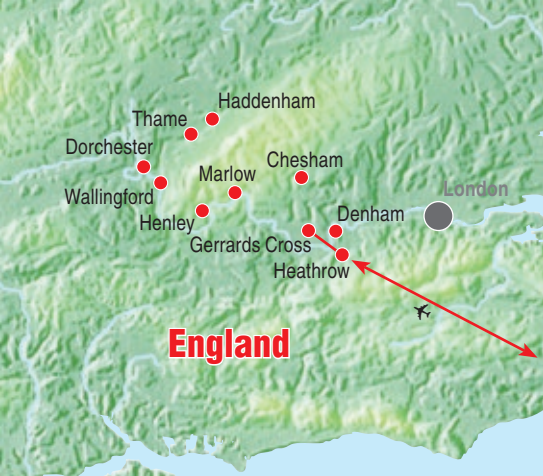 Haddenham
Thame
Dorchester
Chesham
Marlow
London
Wallingford
Denham
Henley
Gerrards Cross
Heathrow
England